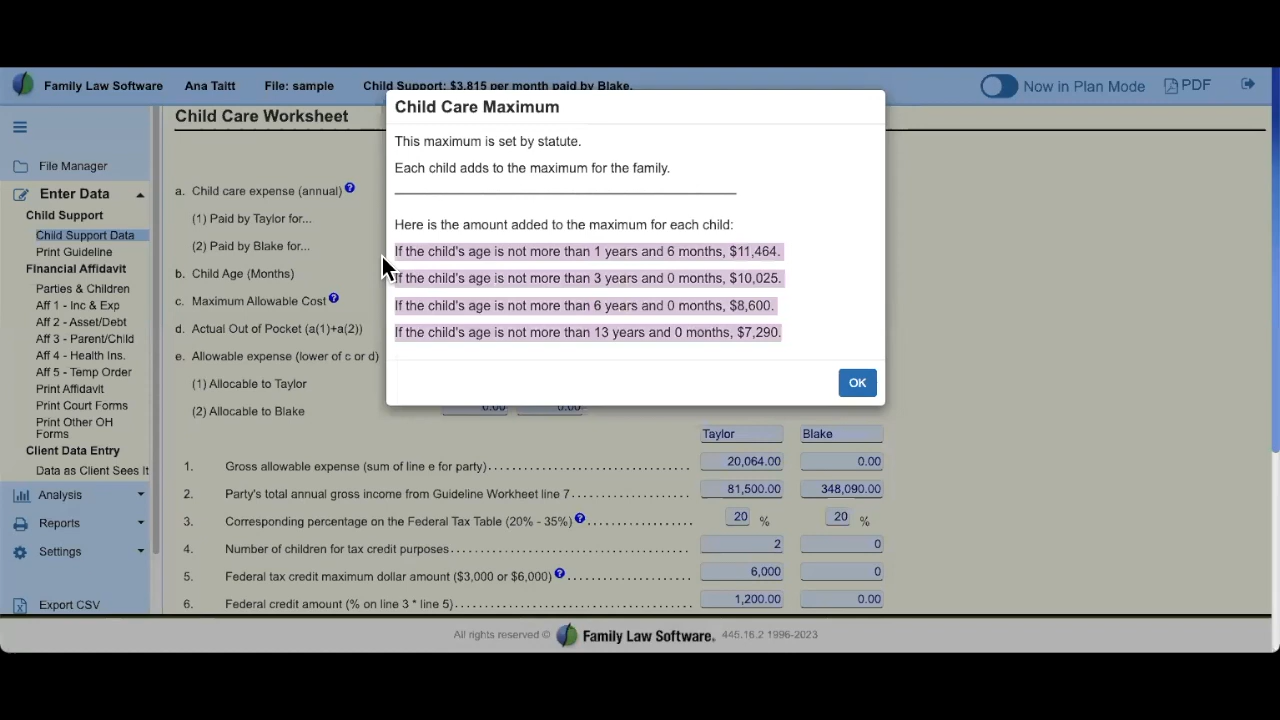 Family Law Software Ana Taitt File: sample Child Support: $3,815 per month paid by Blake. Now in Plan Mode PDF
Child Care Maximum
This maximum is set by statute.
Each child adds to the maximum for the family.
Here is the amount added to the maximum for each child:
If the child's age is not more than 1 years and 6 months, $11,464.
If the child's age is not more than 3 years and 0 months, $10,025.
If the child's age is not more than 6 years and 0 months, $8,600.
If the child's age is not more than 13 years and 0 months, $7,290.
OK
File Manager
Enter Data
Child Support
Child Support Data
Print Guideline
Financial Affidavit
Parties & Children
Aff 1 - Inc & Exp
Aff 2 - Asset/Debt
Aff 3 - Parent/Child
Aff 4 - Health Ins.
Aff 5 - Temp Order
Print Affidavit
Print Court Forms
Print Other OH
Forms
Client Data Entry
Data as Client Sees It
Analysis
Reports
Settings
Export CSV
Child Care Worksheet
a. Child care expense (annual) ?
(1) Paid by Taylor for...
(2) Paid by Blake for...
b. Child Age (Months)
c. Maximum Allowable Cost ?
d. Actual Out of Pocket (a(1)+a(2))
e. Allowable expense (lower of c or d)
(1) Allocable to Taylor
(2) Allocable to Blake 0.00 0.00
Taylor Blake
1. Gross allowable expense (sum of line e for party) 20,064.00 0.00
2. Party's total annual gross income from Guideline Workheet line 7 81,500.00 348,090.00
3. Corresponding percentage on the Federal Tax Table (20% - 35%) ? 20 % 20 %
4. Number of children for tax credit purposes 2 0
5. Federal tax credit maximum dollar amount ($3,000 or $6,000) ? 6,000 0
6. Federal credit amount (% on line 3 * line 5) 1,200.00 0.00
All rights reserved © Family Law Software. 445.16.2 1996-2023